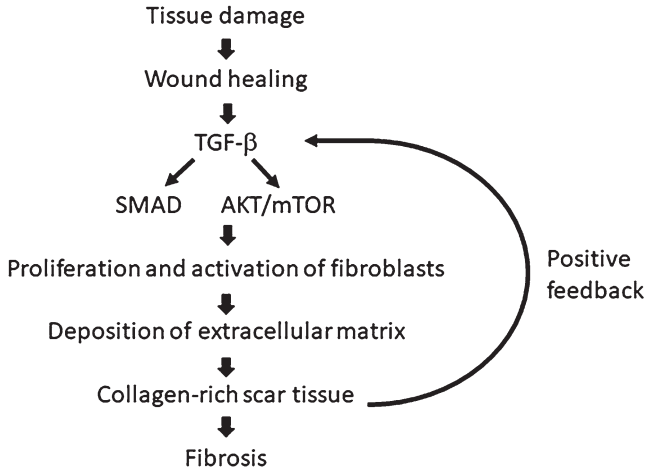 Tissue damage
Wound healing
TGF-β
SMAD AKT/mTOR
Proliferation and activation of fibroblasts
Positive
feedback
Deposition of extracellular matrix
Collagen-rich scar tissue
Fibrosis